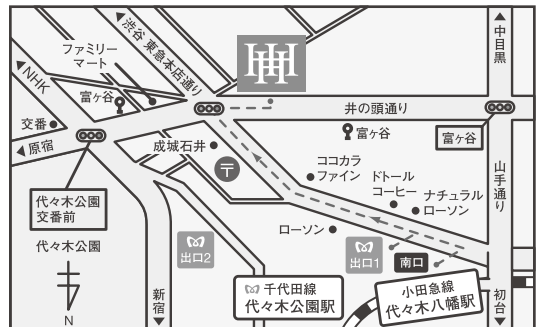 渋谷 東急本店通り
中目黒
ファミリー
マート
NHK
富ヶ谷
井の頭通り
交番
富ヶ谷
富ヶ谷
原宿
成城石井
〒
ココカラ
ファイン
ドトール
コーヒー
ナチュラル
ローソン
山手通り
代々木公園
交番前
代々木公園
ローソン
出口2
出口1
南口
千代田線
代々木公園駅
小田急線
代々木八幡駅
新宿
初台
N